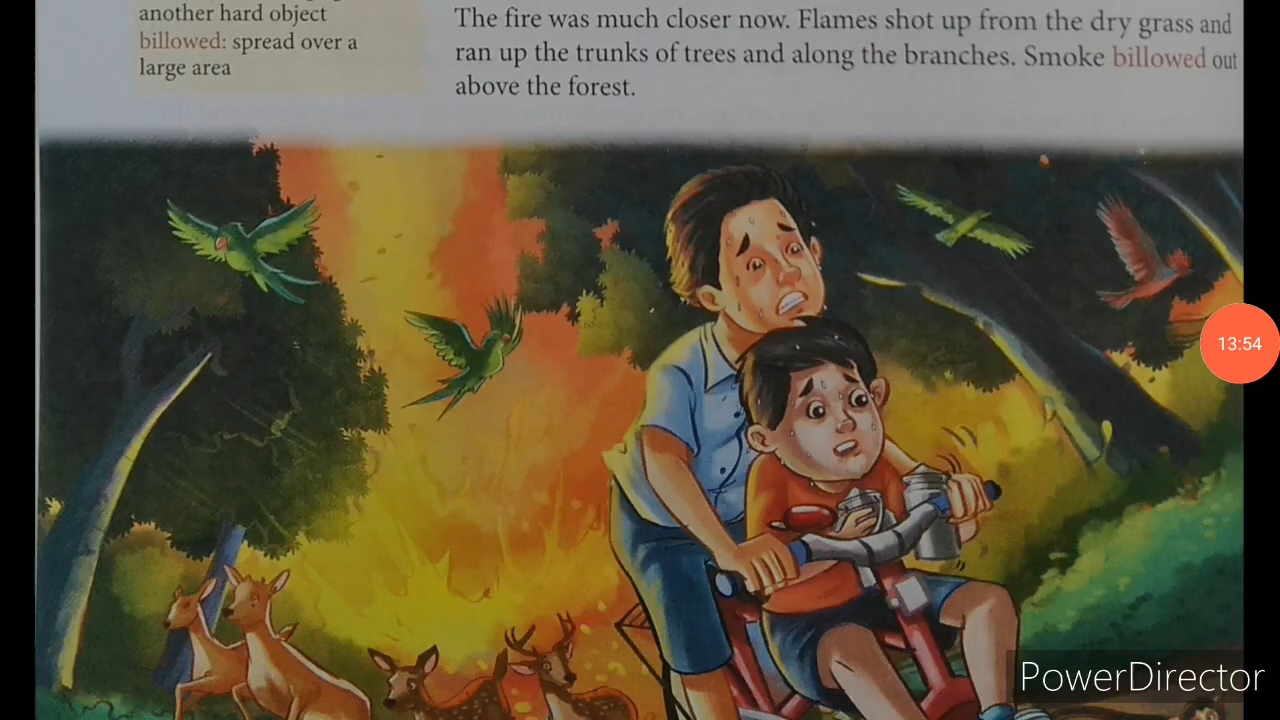 another hard object
billowed: spread over a
large area
The fire was much closer now. Flames shot up from the dry grass and
ran up the trunks of trees and along the branches. Smoke billowed out
above the forest.
13:54
PowerDirector